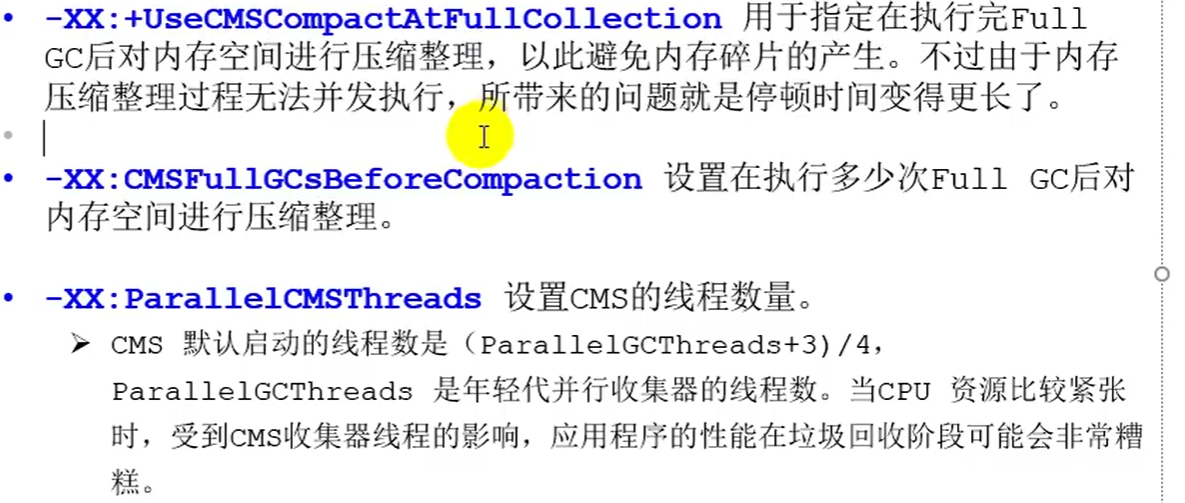 • -XX:+UseCMSCompactAtFullCollection 用于指定在执行完Full
GC后对内存空间进行压缩整理，以此避免内存碎片的产生。不过由于内存
压缩整理过程无法并发执行，所带来的问题就是停顿时间变得更长了。
• -XX:CMSFullGCsBeforeCompaction 设置在执行多少次Full GC后对
内存空间进行压缩整理。
• -XX:ParallelCMSThreads 设置CMS的线程数量。
➢ CMS 默认启动的线程数是（ParallelGCThreads+3)/4，
ParallelGCThreads 是年轻代并行收集器的线程数。当CPU 资源比较紧张
时，受到CMS收集器线程的影响，应用程序的性能在垃圾回收阶段可能会非常糟
糕。